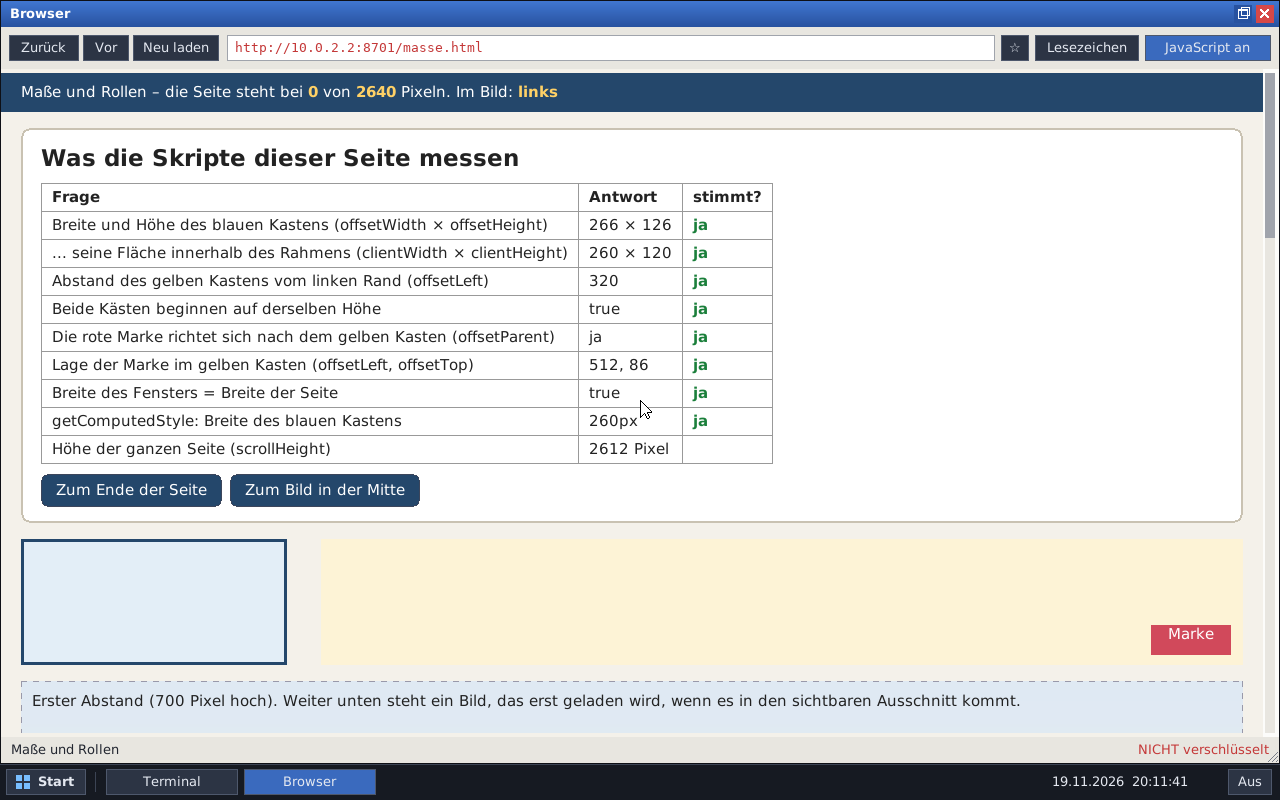 Browser
Zurück Vor Neu laden http://10.0.2.2:8701/masse.html ☆ Lesezeichen JavaScript an
Maße und Rollen – die Seite steht bei 0 von 2640 Pixeln. Im Bild: links
Was die Skripte dieser Seite messen
Frage Antwort stimmt?
Breite und Höhe des blauen Kastens (offsetWidth × offsetHeight) 266 × 126 ja
... seine Fläche innerhalb des Rahmens (clientWidth × clientHeight) 260 × 120 ja
Abstand des gelben Kastens vom linken Rand (offsetLeft) 320 ja
Beide Kästen beginnen auf derselben Höhe true ja
Die rote Marke richtet sich nach dem gelben Kasten (offsetParent) ja ja
Lage der Marke im gelben Kasten (offsetLeft, offsetTop) 512, 86 ja
Breite des Fensters = Breite der Seite true ja
getComputedStyle: Breite des blauen Kastens 260px ja
Höhe der ganzen Seite (scrollHeight) 2612 Pixel
Zum Ende der Seite Zum Bild in der Mitte
Marke
Erster Abstand (700 Pixel hoch). Weiter unten steht ein Bild, das erst geladen wird, wenn es in den sichtbaren Ausschnitt kommt.
Maße und Rollen NICHT verschlüsselt
Start Terminal Browser 19.11.2026 20:11:41 Aus